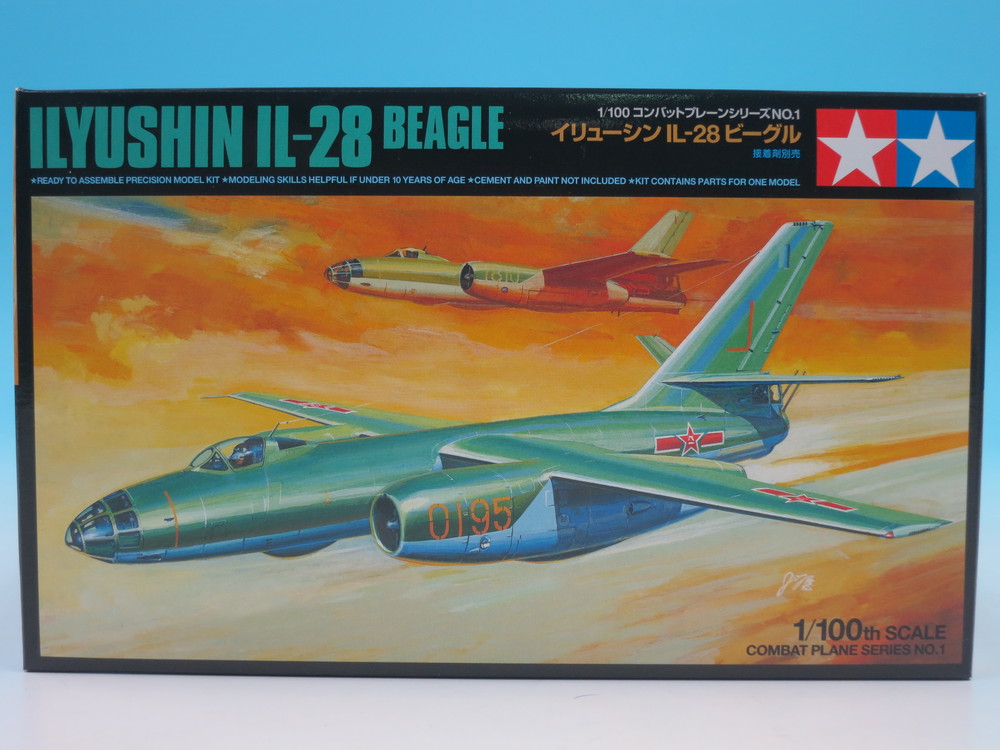 ILYUSHIN IL-28 BEAGLE
1/100 コンバットプレーンシリーズNO.1
イリューシン IL-28 ビーグル
接着剤別売
★READY TO ASSEMBLE PRECISION MODEL KIT ★MODELING SKILLS HELPFUL IF UNDER 10 YEARS OF AGE ★CEMENT AND PAINT NOT INCLUDED ★KIT CONTAINS PARTS FOR ONE MODEL
1610
0195
1/100th SCALE
COMBAT PLANE SERIES NO.1